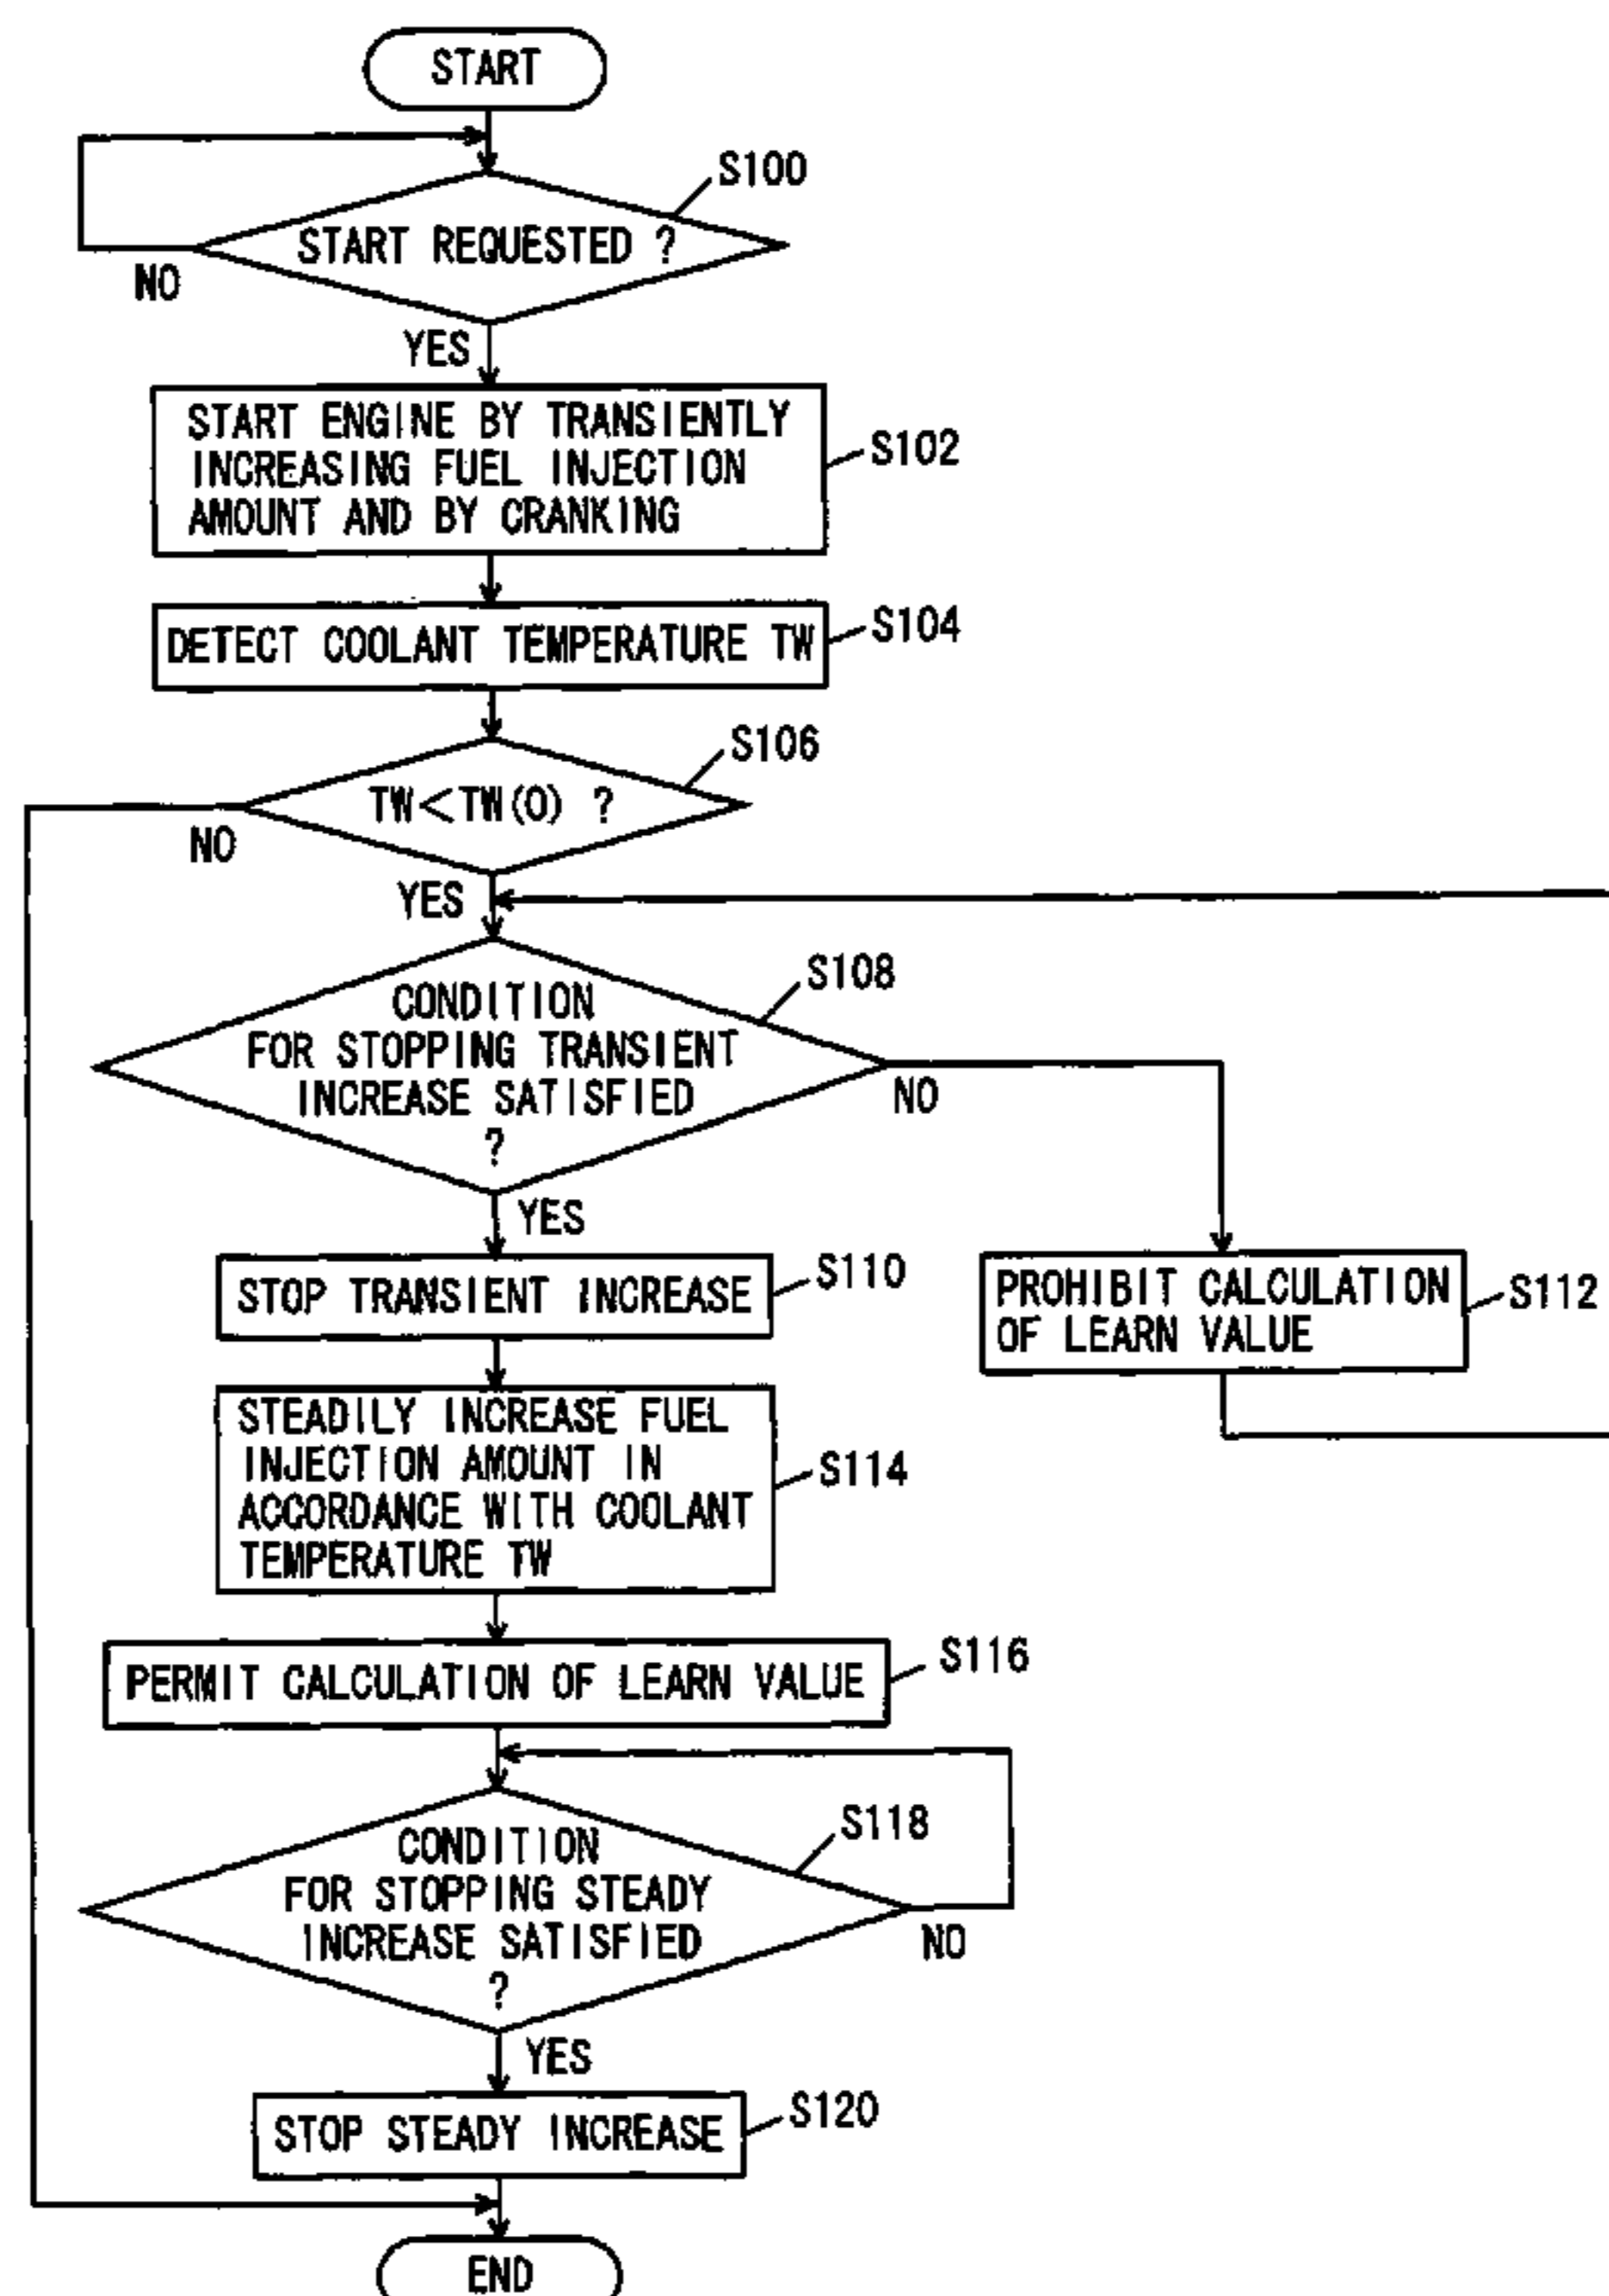 START
S100
START REQUESTED ?
NO
YES
START ENGINE BY TRANSIENTLY
INCREASING FUEL INJECTION
AMOUNT AND BY CRANKING
S102
DETECT COOLANT TEMPERATURE TW
S104
S106
TW<TW(0) ?
NO
YES
S108
CONDITION
FOR STOPPING TRANSIENT
INCREASE SATISFIED
?
NO
YES
STOP TRANSIENT INCREASE
S110
PROHIBIT CALCULATION
OF LEARN VALUE
S112
STEADILY INCREASE FUEL
INJECTION AMOUNT IN
ACCORDANCE WITH COOLANT
TEMPERATURE TW
S114
PERMIT CALCULATION OF LEARN VALUE
S116
S118
CONDITION
FOR STOPPING STEADY
INCREASE SATISFIED
?
NO
YES
STOP STEADY INCREASE
S120
END